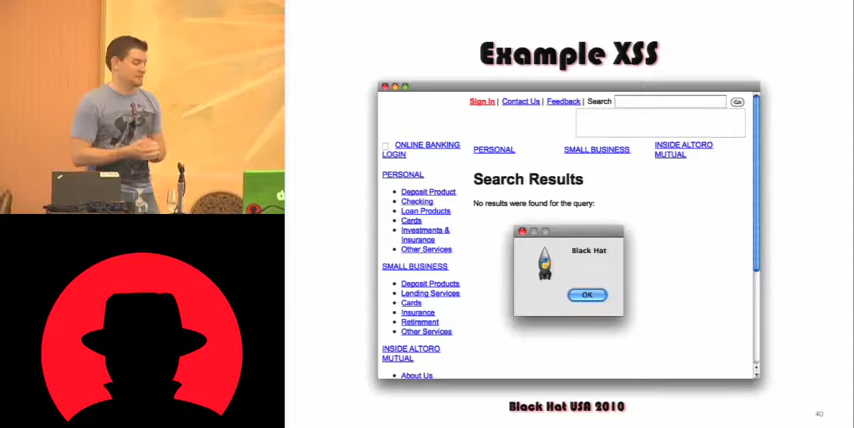 Example XSS
Sign In | Contact Us | Feedback | Search
Go
ONLINE BANKING LOGIN
PERSONAL
SMALL BUSINESS
INSIDE ALTORO MUTUAL
PERSONAL
Deposit Product
Checking
Loan Products
Cards
Investments &
Insurance
Other Services
SMALL BUSINESS
Deposit Products
Lending Services
Cards
Insurance
Retirement
Other Services
INSIDE ALTORO
MUTUAL
About Us
Search Results
No results were found for the query:
Black Hat
OK
Black Hat USA 2010
40